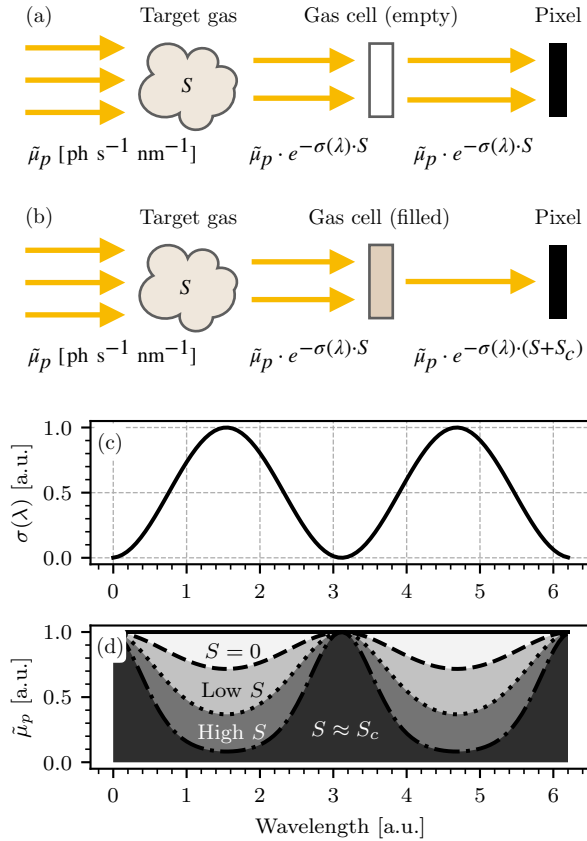 (a) Target gas Gas cell (empty) Pixel
S
μ̃ₚ [ph s⁻¹ nm⁻¹] μ̃ₚ · e^{−σ(λ)·S} μ̃ₚ · e^{−σ(λ)·S}
(b) Target gas Gas cell (filled) Pixel
S
μ̃ₚ [ph s⁻¹ nm⁻¹] μ̃ₚ · e^{−σ(λ)·S} μ̃ₚ · e^{−σ(λ)·(S+S_c)}
(c)
σ(λ) [a.u.]
1.0
0.5
0.0
0 1 2 3 4 5 6
(d)
μ̃ₚ [a.u.]
1.0
0.5
0.0
S = 0
Low S
High S
S ≈ S_c
0 1 2 3 4 5 6
Wavelength [a.u.]